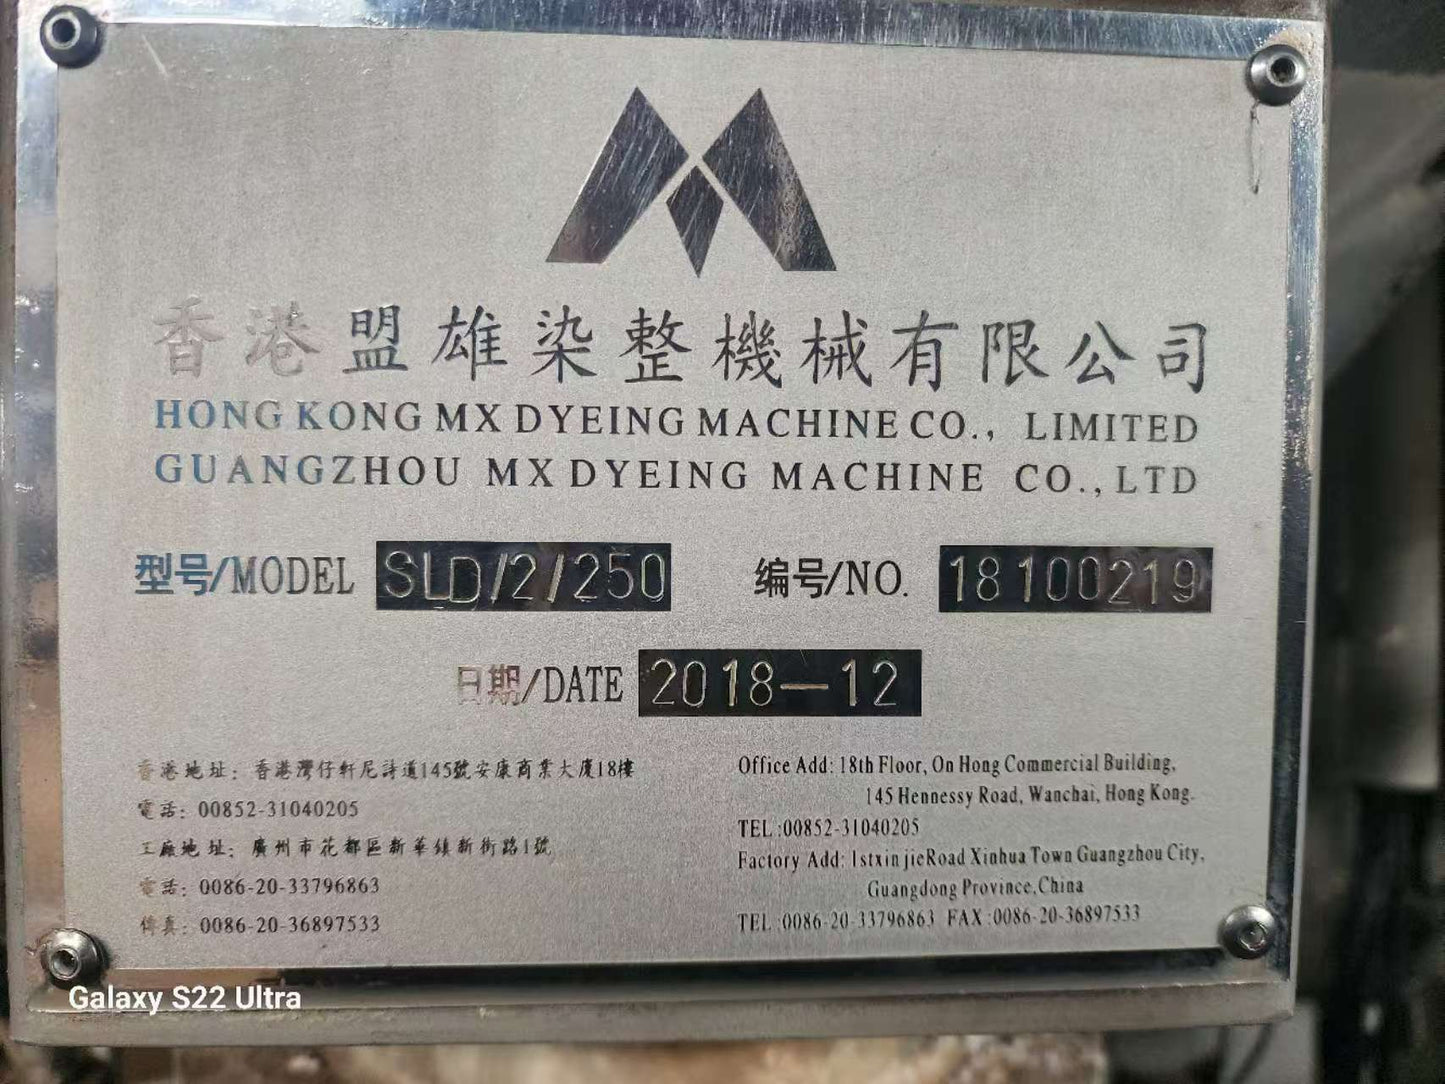 香港盟雄染整機械有限公司
HONG KONG MX DYEING MACHINE CO., LIMITED
GUANGZHOU MX DYEING MACHINE CO.,LTD
型号/MODEL SLD/2/250 编号/NO. 18100219
日期/DATE 2018-12
香港地址：香港灣仔軒尼詩道145號安康商業大廈18樓
電話：00852-31040205
工廠地址：廣州市花都區新華鎮新街路1號
電話：0086-20-33796863
傳真：0086-20-36897533
Office Add: 18th Floor, On Hong Commercial Building,
145 Hennessy Road, Wanchai, Hong Kong.
TEL:00852-31040205
Factory Add: 1stxin jieRoad Xinhua Town Guangzhou City,
Guangdong Province,China
TEL:0086-20-33796863 FAX:0086-20-36897533
Galaxy S22 Ultra